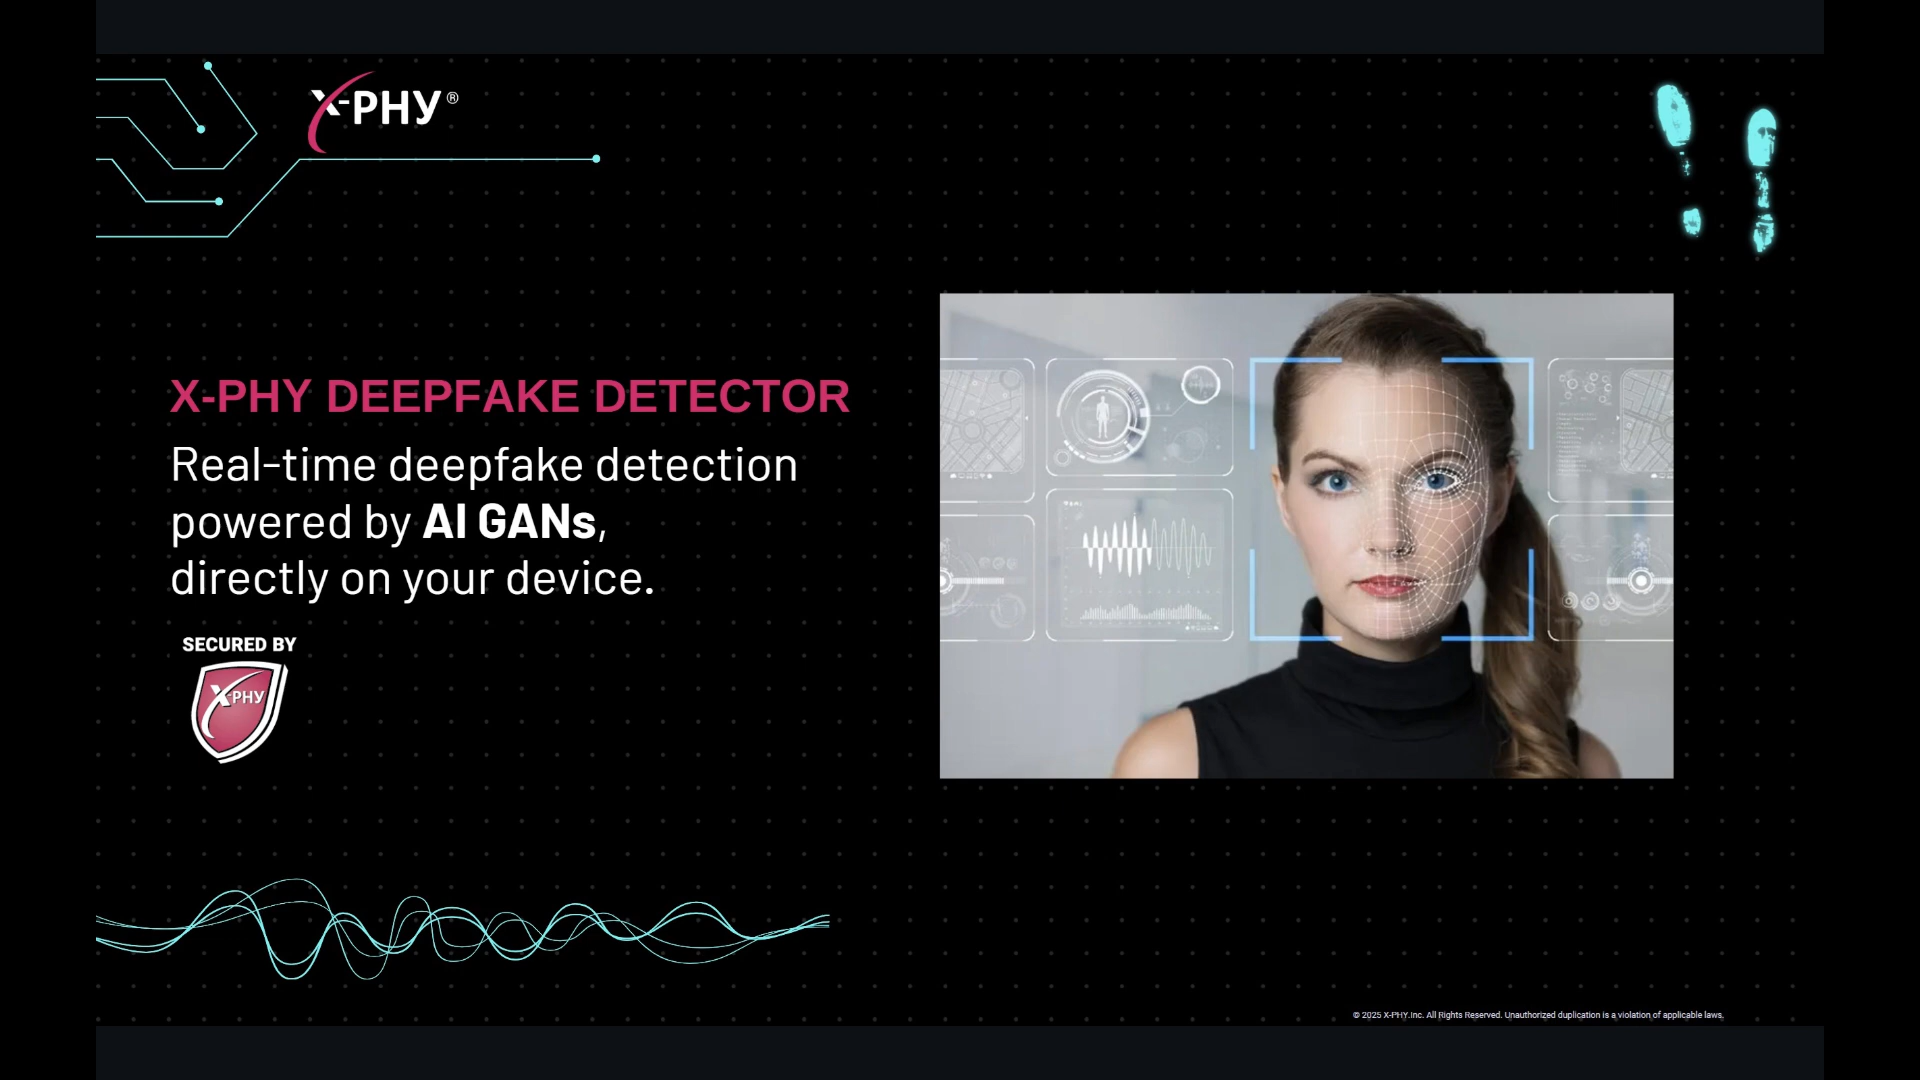 X-PHY®
X-PHY DEEPFAKE DETECTOR
Real-time deepfake detection
powered by AI GANs,
directly on your device.
SECURED BY
X-PHY
© 2025 X-PHY.Inc. All Rights Reserved. Unauthorized duplication is a violation of applicable laws.